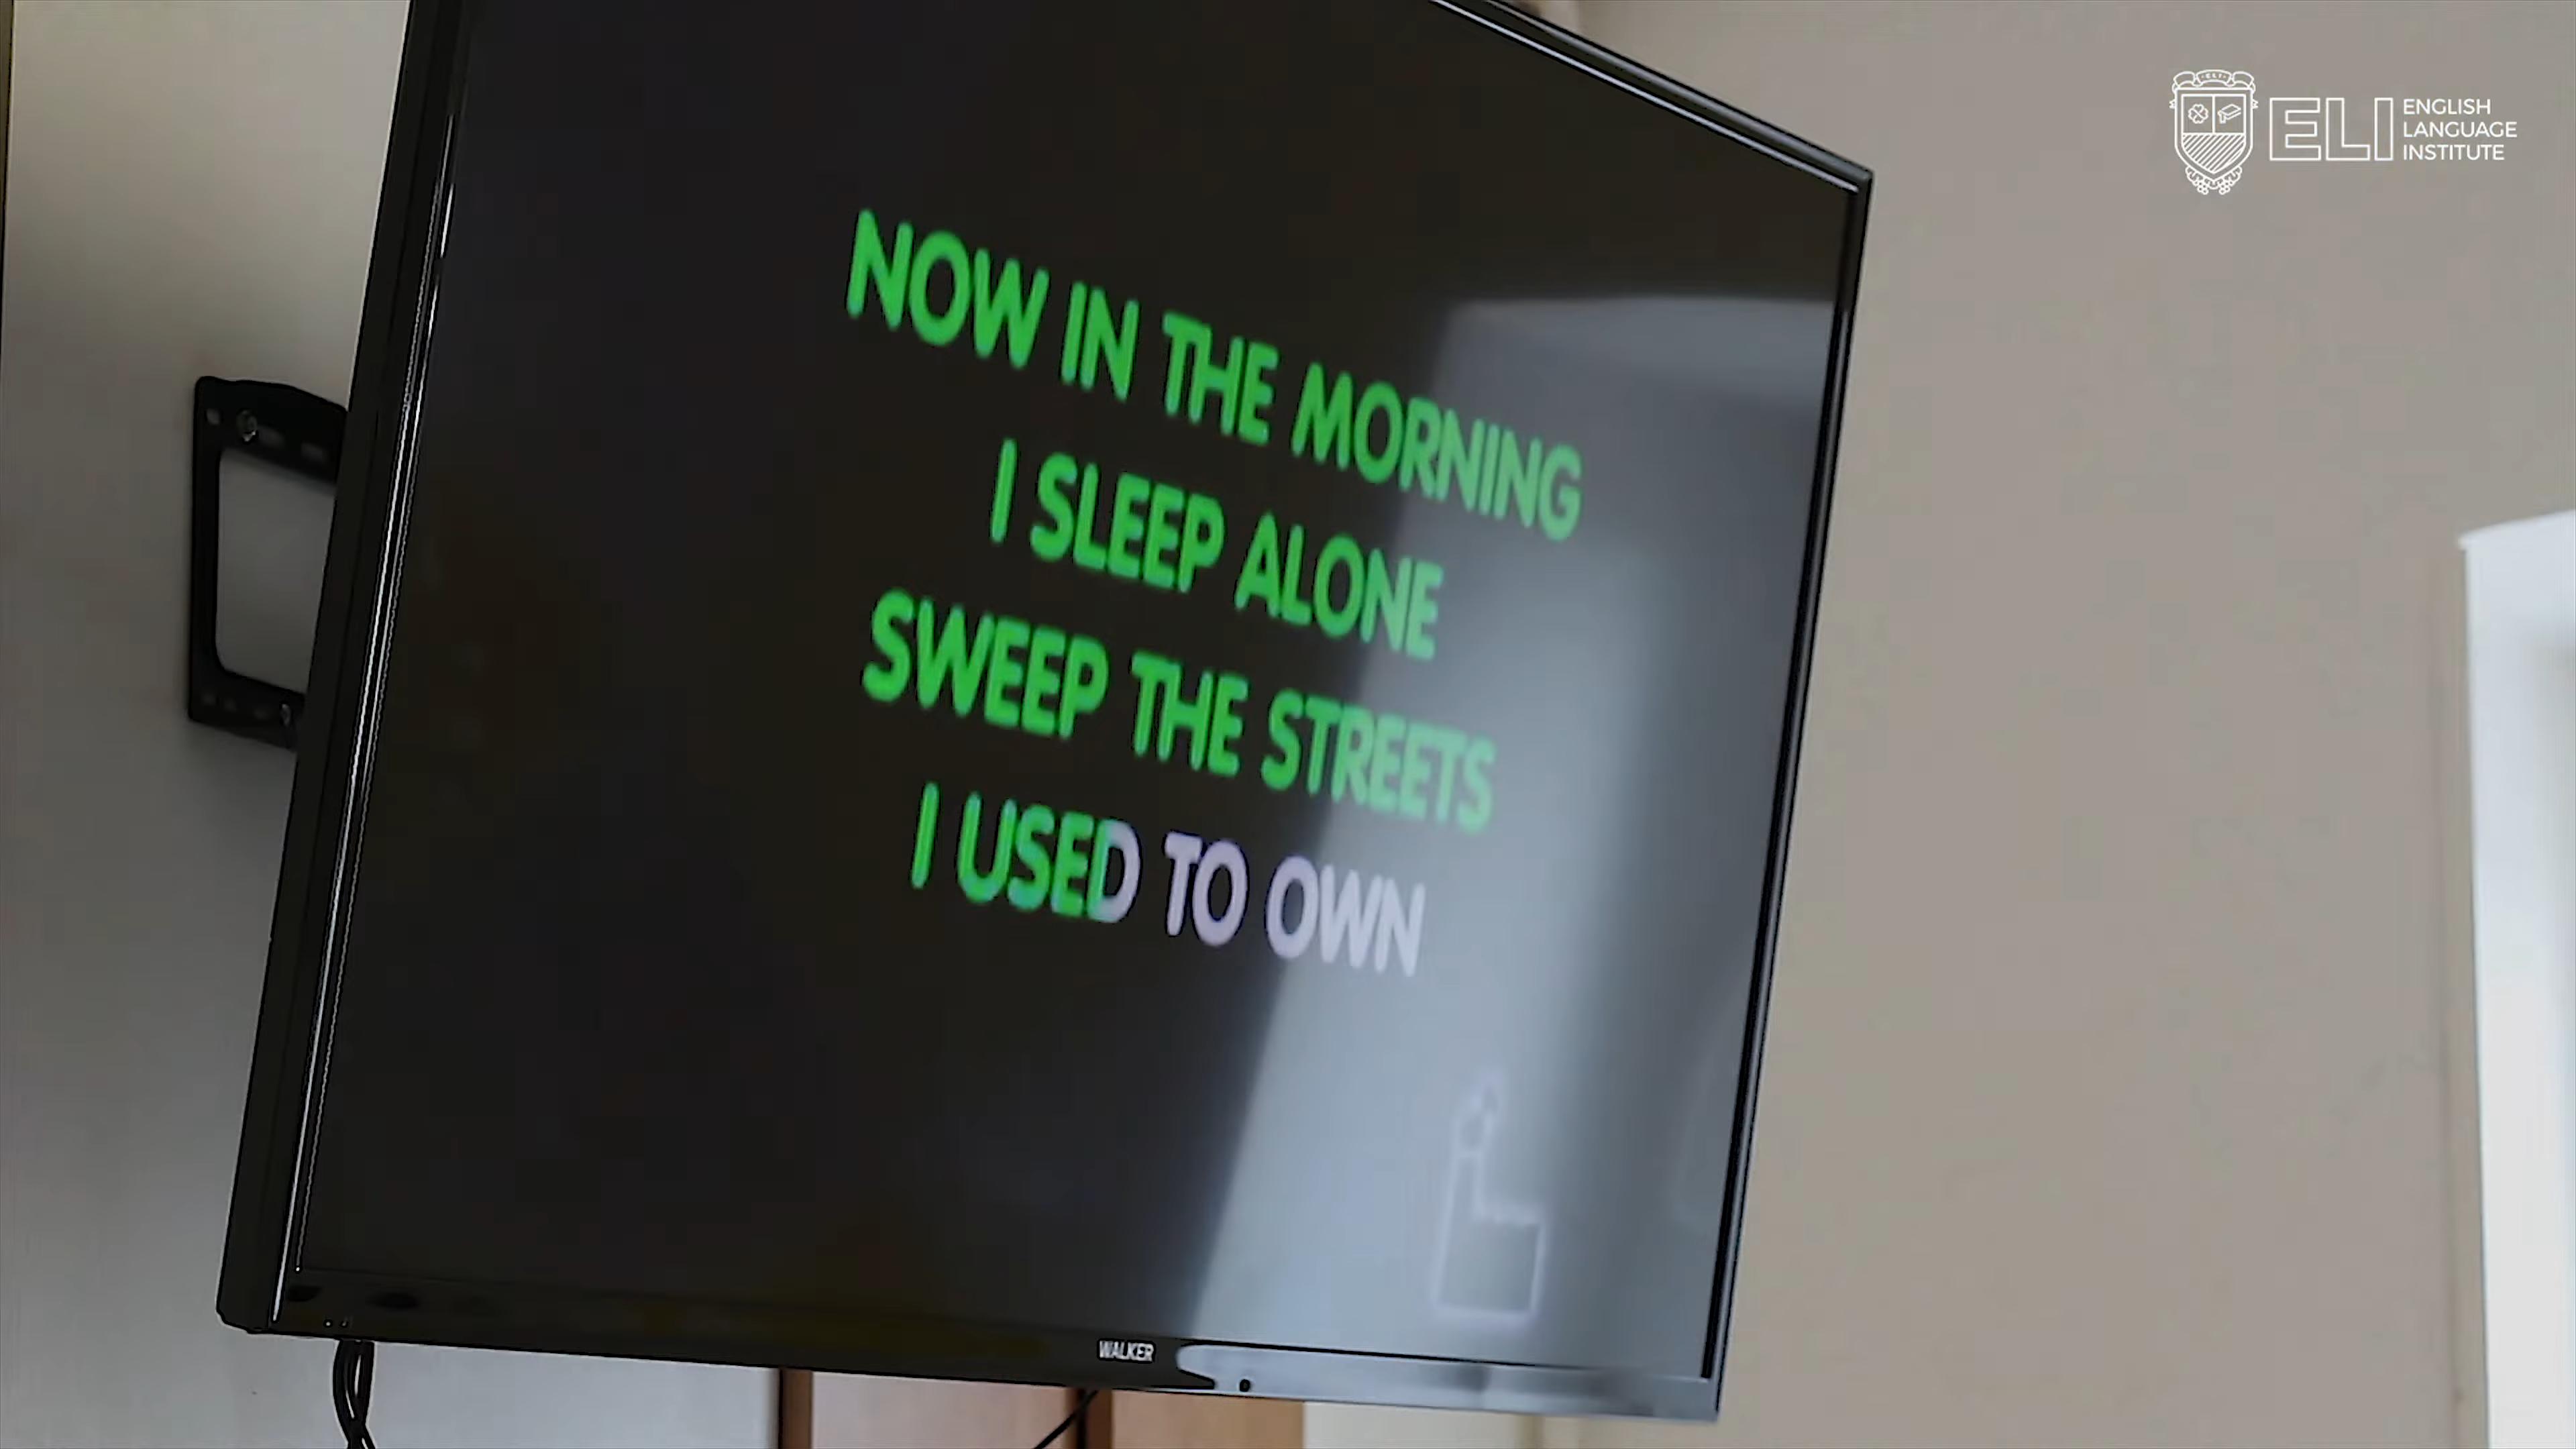 NOW IN THE MORNING
I SLEEP ALONE
SWEEP THE STREETS
I USED TO OWN
WALKER
ELI
ENGLISH
LANGUAGE
INSTITUTE